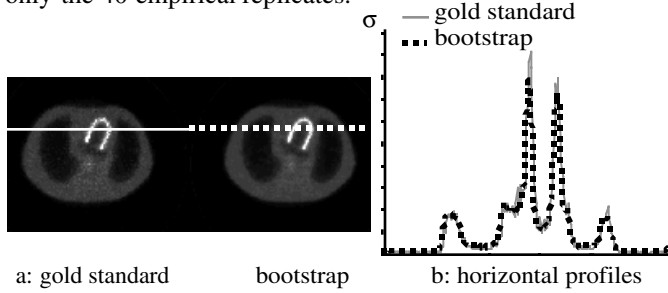 only the 40 empirical replicates.
σ
gold standard
bootstrap
a: gold standard
bootstrap
b: horizontal profiles